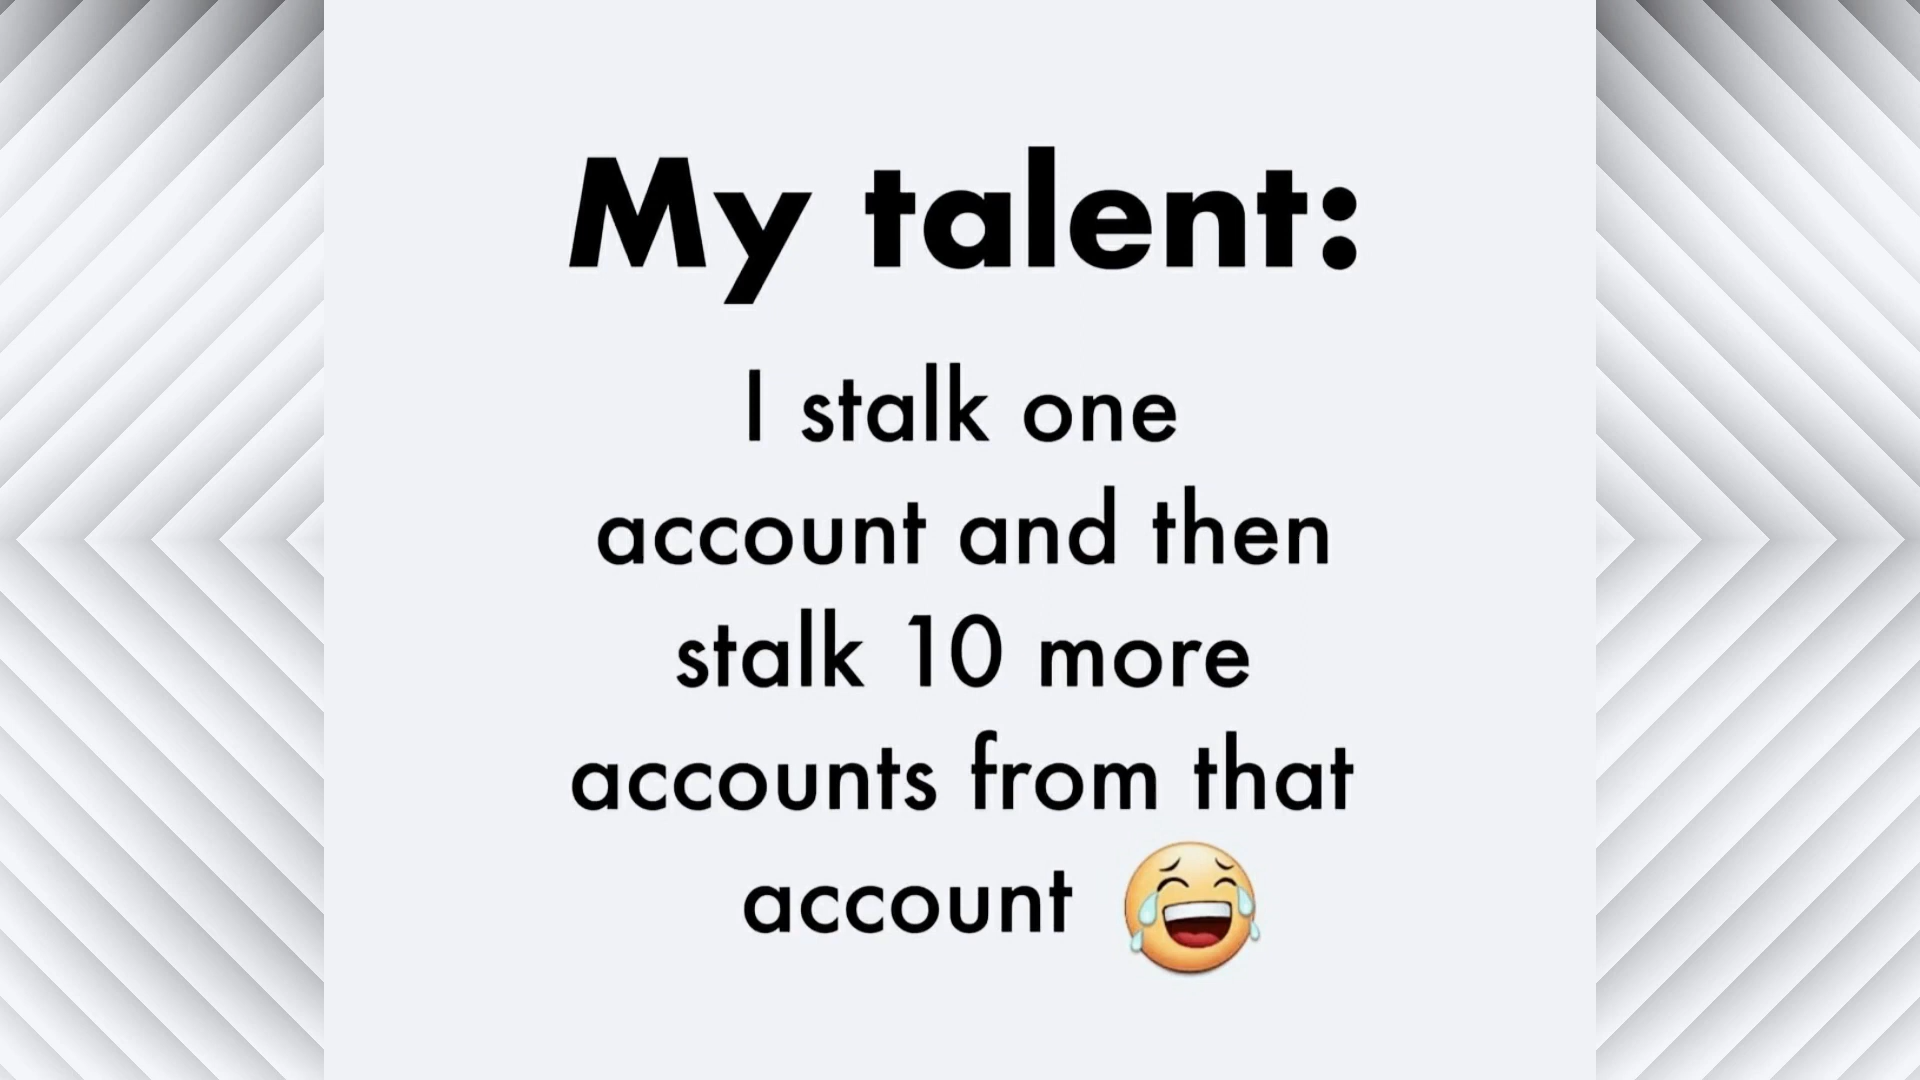 My talent:
I stalk one
account and then
stalk 10 more
accounts from that
account 😂